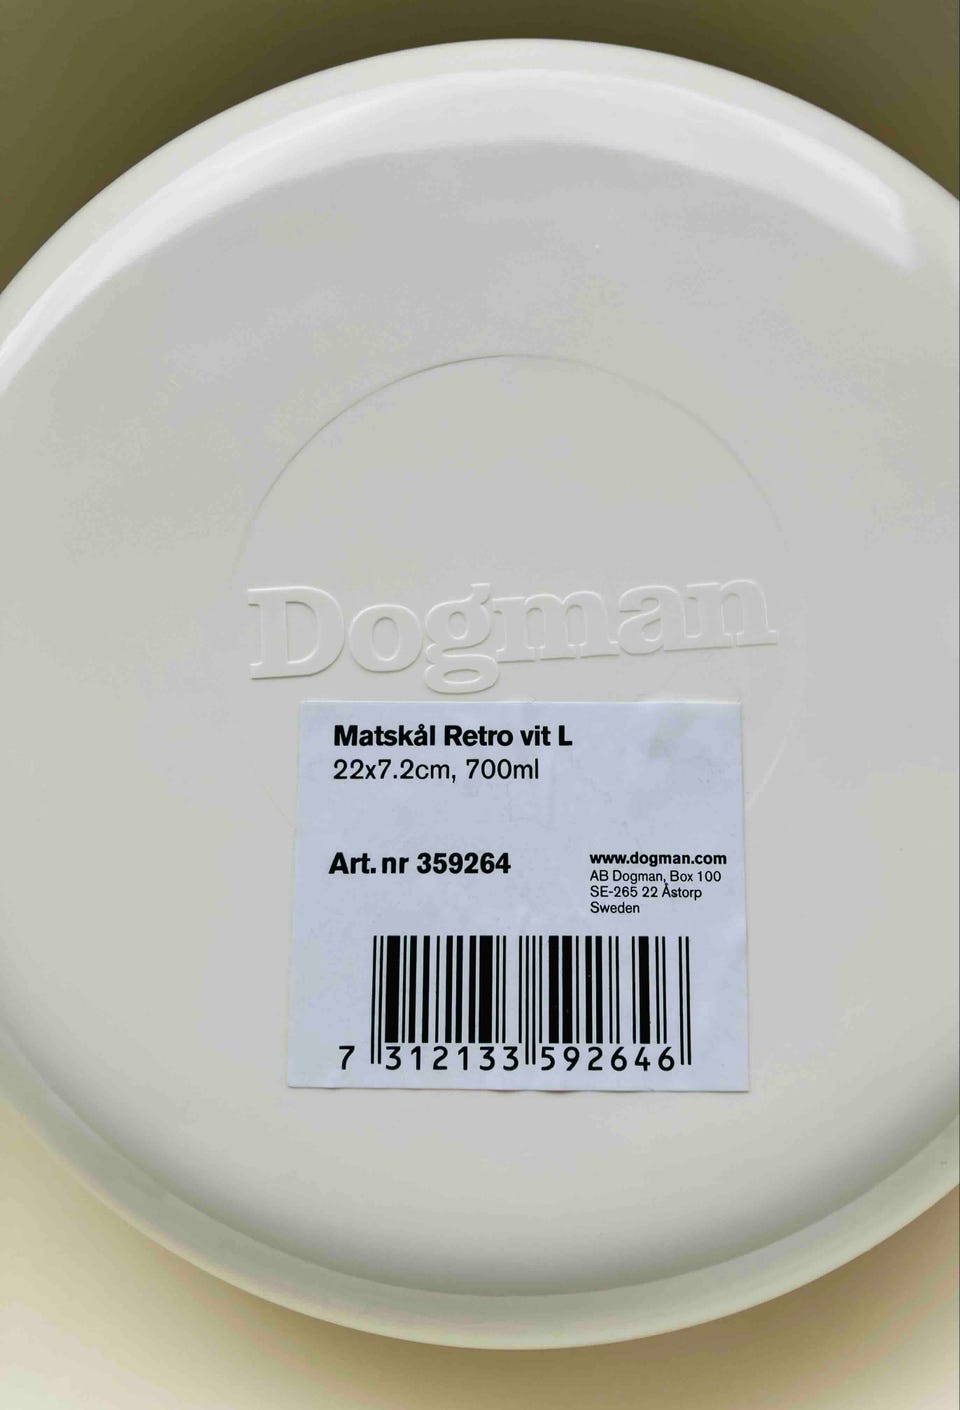 Dogman
Matskål Retro vit L
22x7.2cm, 700ml
Art. nr 359264
www.dogman.com
AB Dogman, Box 100
SE-265 22 Åstorp
Sweden
7 312133 592646